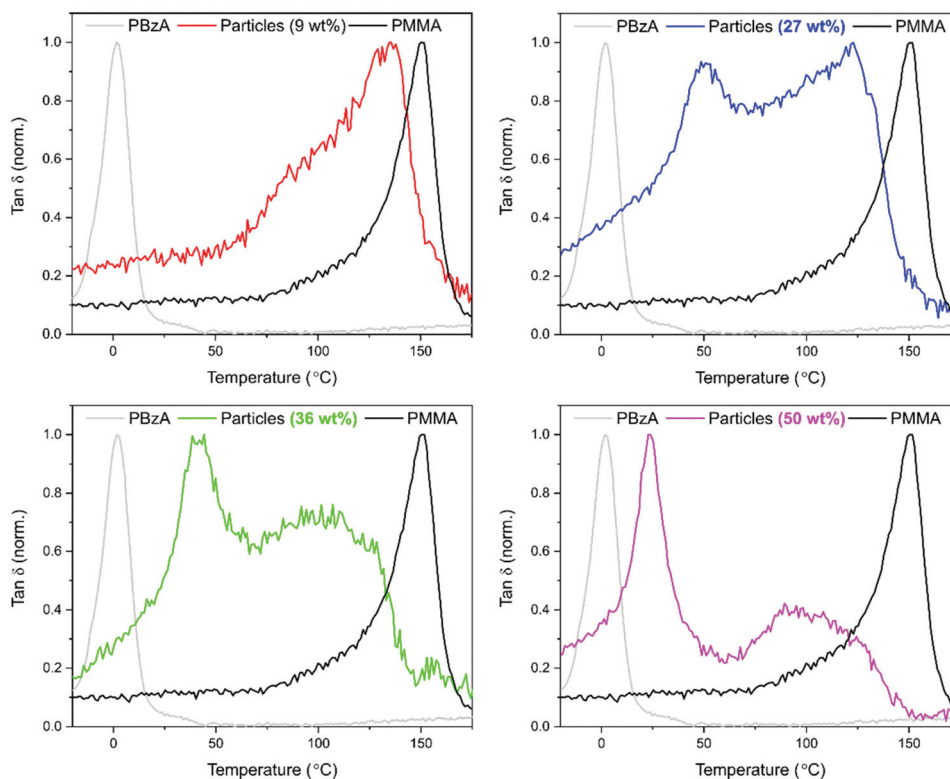 PBzA Particles (9 wt%) PMMA
1.0
0.8
0.6
0.4
0.2
0.0
Tan δ (norm.)
0 50 100 150
Temperature (°C)
PBzA Particles (27 wt%) PMMA
1.0
0.8
0.6
0.4
0.2
0.0
Tan δ (norm.)
0 50 100 150
Temperature (°C)
PBzA Particles (36 wt%) PMMA
1.0
0.8
0.6
0.4
0.2
0.0
Tan δ (norm.)
0 50 100 150
Temperature (°C)
PBzA Particles (50 wt%) PMMA
1.0
0.8
0.6
0.4
0.2
0.0
Tan δ (norm.)
0 50 100 150
Temperature (°C)